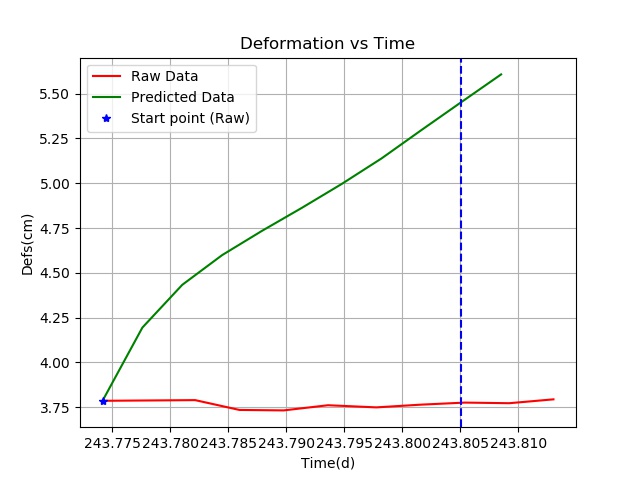 Deformation vs Time
Raw Data
Predicted Data
Start point (Raw)
5.50
5.25
5.00
4.75
4.50
4.25
4.00
3.75
Defs(cm)
243.775 243.780 243.785 243.790 243.795 243.800 243.805 243.810
Time(d)